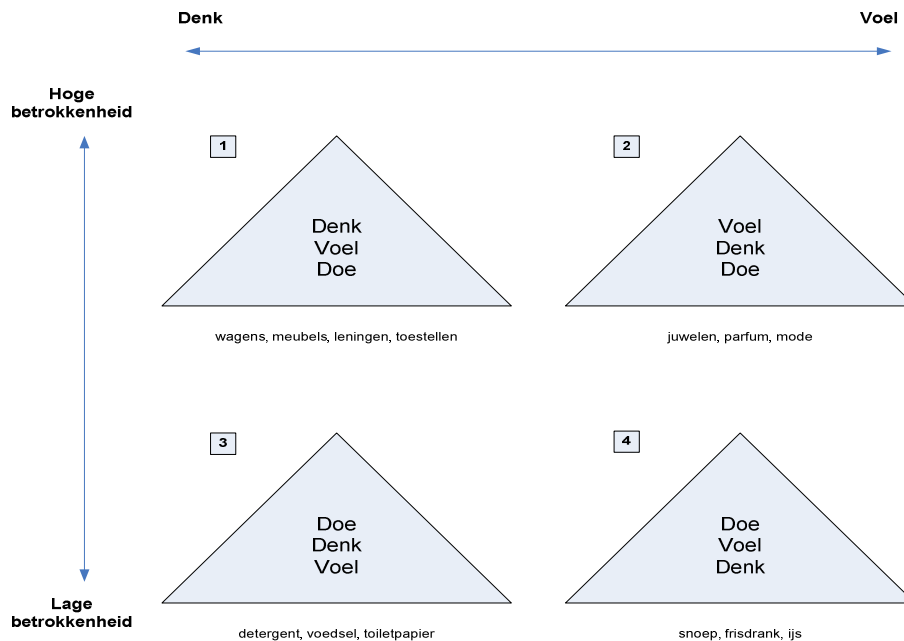 Denk
Voel
Hoge
betrokkenheid
1
2
Denk
Voel
Doe
Voel
Denk
Doe
wagens, meubels, leningen, toestellen
juwelen, parfum, mode
3
4
Doe
Denk
Voel
Doe
Voel
Denk
Lage
betrokkenheid
detergent, voedsel, toiletpapier
snoep, frisdrank, ijs